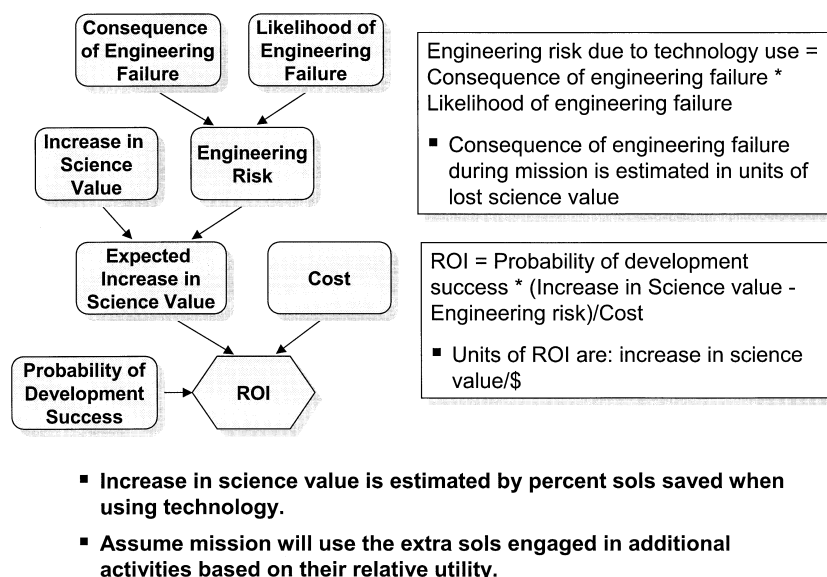 Consequence
of Engineering
Failure
Likelihood of
Engineering
Failure
Increase in
Science
Value
Engineering
Risk
Expected
Increase in
Science Value
Cost
Probability of
Development
Success
ROI
Engineering risk due to technology use =
Consequence of engineering failure *
Likelihood of engineering failure
▪ Consequence of engineering failure
during mission is estimated in units of
lost science value
ROI = Probability of development
success * (Increase in Science value -
Engineering risk)/Cost
▪ Units of ROI are: increase in science
value/$
▪ Increase in science value is estimated by percent sols saved when
using technology.
▪ Assume mission will use the extra sols engaged in additional
activities based on their relative utility.